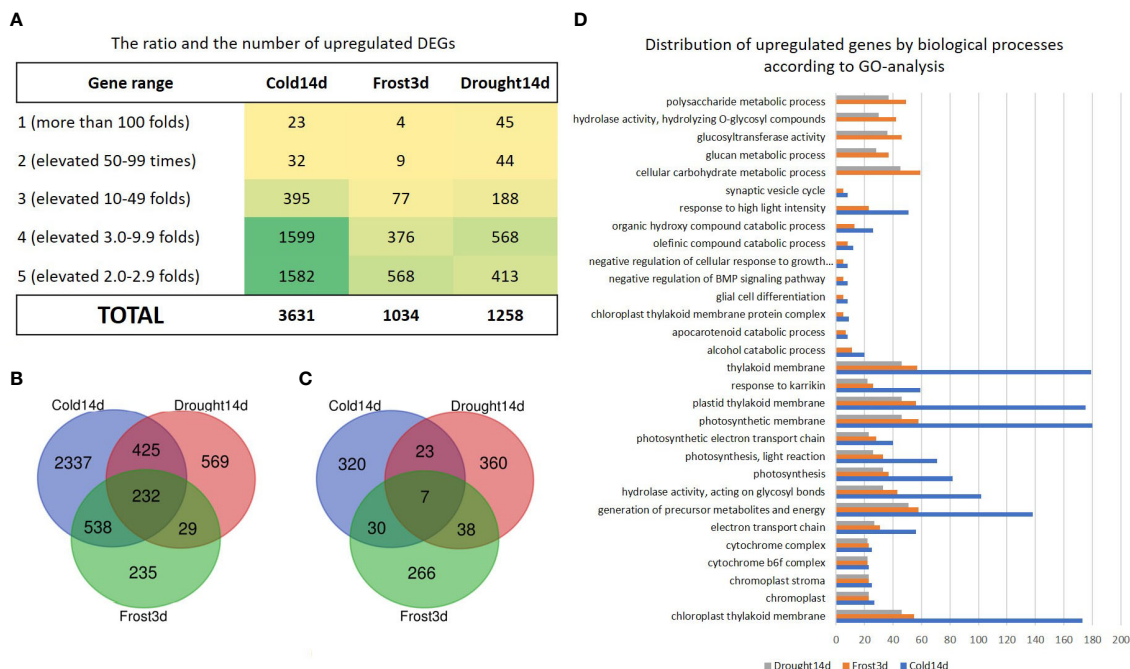 A
The ratio and the number of upregulated DEGs
Gene range Cold14d Frost3d Drought14d
1 (more than 100 folds) 23 4 45
2 (elevated 50-99 times) 32 9 44
3 (elevated 10-49 folds) 395 77 188
4 (elevated 3.0-9.9 folds) 1599 376 568
5 (elevated 2.0-2.9 folds) 1582 568 413
TOTAL 3631 1034 1258
B
Cold14d
Drought14d
2337
425
569
232
538
29
235
Frost3d
C
Cold14d
Drought14d
320
23
360
7
30
38
266
Frost3d
D
Distribution of upregulated genes by biological processes
according to GO-analysis
polysaccharide metabolic process
hydrolase activity, hydrolyzing O-glycosyl compounds
glucosyltransferase activity
glucan metabolic process
cellular carbohydrate metabolic process
synaptic vesicle cycle
response to high light intensity
organic hydroxy compound catabolic process
olefinic compound catabolic process
negative regulation of cellular response to growth...
negative regulation of BMP signaling pathway
glial cell differentiation
chloroplast thylakoid membrane protein complex
apocarotenoid catabolic process
alcohol catabolic process
thylakoid membrane
response to karrikin
plastid thylakoid membrane
photosynthetic membrane
photosynthetic electron transport chain
photosynthesis, light reaction
photosynthesis
hydrolase activity, acting on glycosyl bonds
generation of precursor metabolites and energy
electron transport chain
cytochrome complex
cytochrome b6f complex
chromoplast stroma
chromoplast
chloroplast thylakoid membrane
0 20 40 60 80 100 120 140 160 180 200
Drought14d Frost3d Cold14d